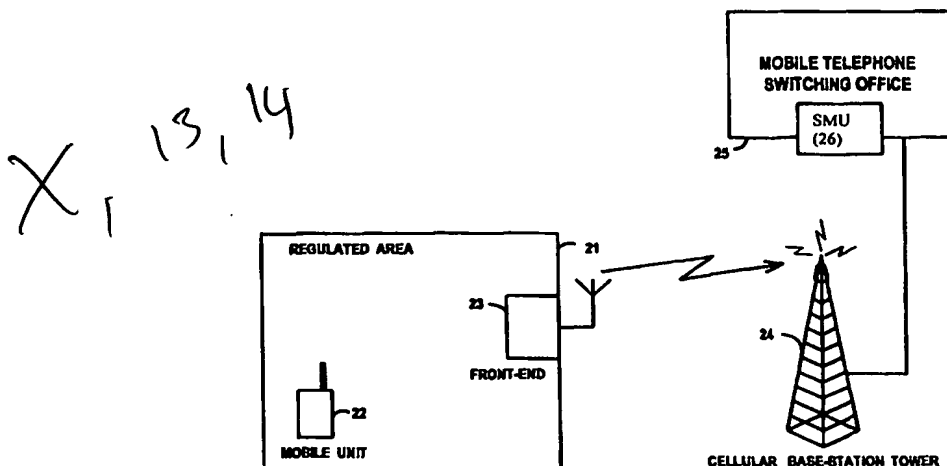 MOBILE TELEPHONE
SWITCHING OFFICE
SMU
(26)
25
X, 13, 14
REGULATED AREA
21
23
FRONT-END
24
22
MOBILE UNIT
CELLULAR BASE-STATION TOWER